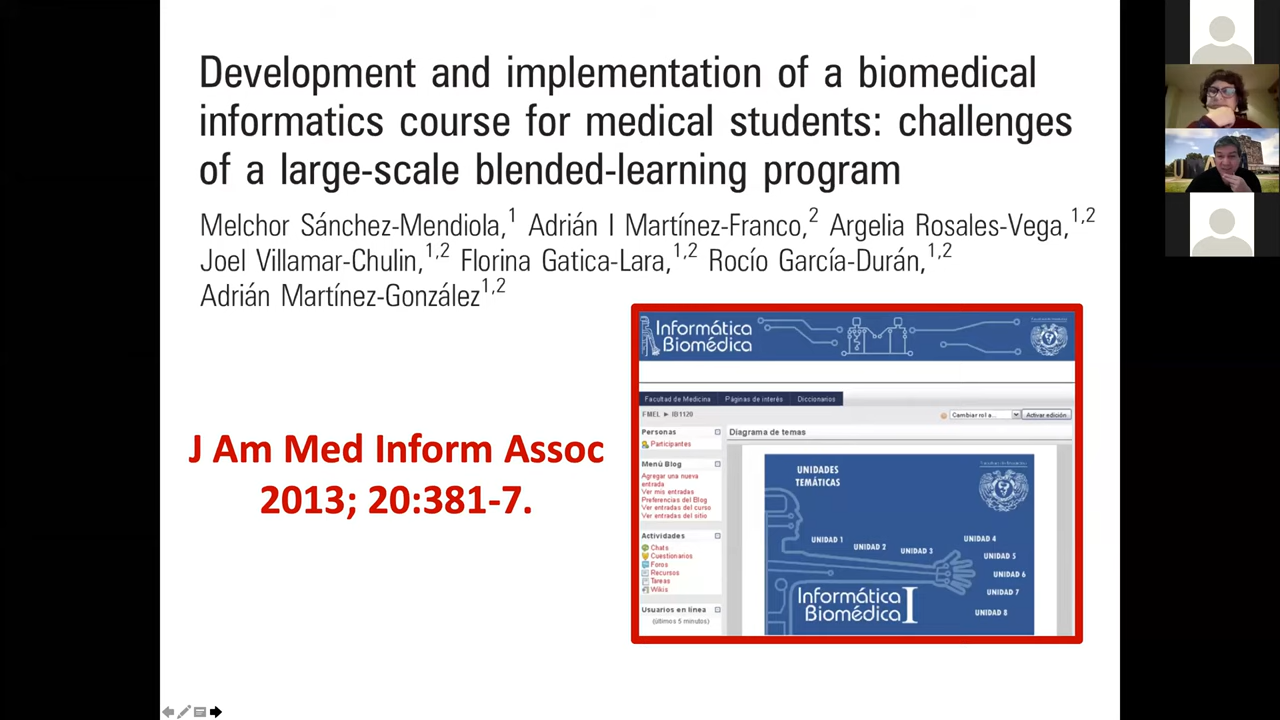 Development and implementation of a biomedical
informatics course for medical students: challenges
of a large-scale blended-learning program
Melchor Sánchez-Mendiola,1 Adrián I Martínez-Franco,2 Argelia Rosales-Vega,1,2
Joel Villamar-Chulin,1,2 Florina Gatica-Lara,1,2 Rocío García-Durán,1,2
Adrián Martínez-González1,2
J Am Med Inform Assoc
2013; 20:381-7.
Informática
Biomédica
Facultad de Medicina Páginas de interés Diccionarios
FMEL ► IB1120
Cambiar rol a... Activar edición
Personas
Participantes
Menú Blog
Agregar una nueva
entrada
Ver mis entradas
Preferencias del Blog
Ver entradas del curso
Ver entradas del sitio
Actividades
Chats
Cuestionarios
Foros
Recursos
Tareas
Wikis
Usuarios en línea
(últimos 5 minutos)
Diagrama de temas
UNIDADES
TEMÁTICAS
UNIDAD 1
UNIDAD 2
UNIDAD 3
UNIDAD 4
UNIDAD 5
UNIDAD 6
UNIDAD 7
UNIDAD 8
Informática
Biomédica I